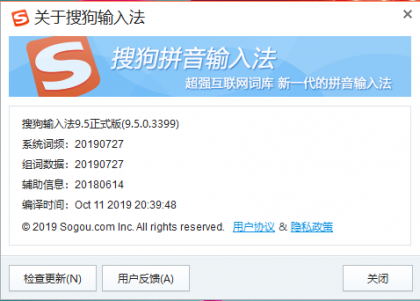 关于搜狗输入法
搜狗拼音输入法
超强互联网词库 新一代的拼音输入法
搜狗输入法9.5正式版(9.5.0.3399)
系统词频：20190727
组词数据：20190727
辅助信息：20180614
编译时间：Oct 11 2019 20:39:48
© 2019 Sogou.com Inc. All rights reserved. 用户协议 & 隐私政策
检查更新(N) 用户反馈(A) 关闭